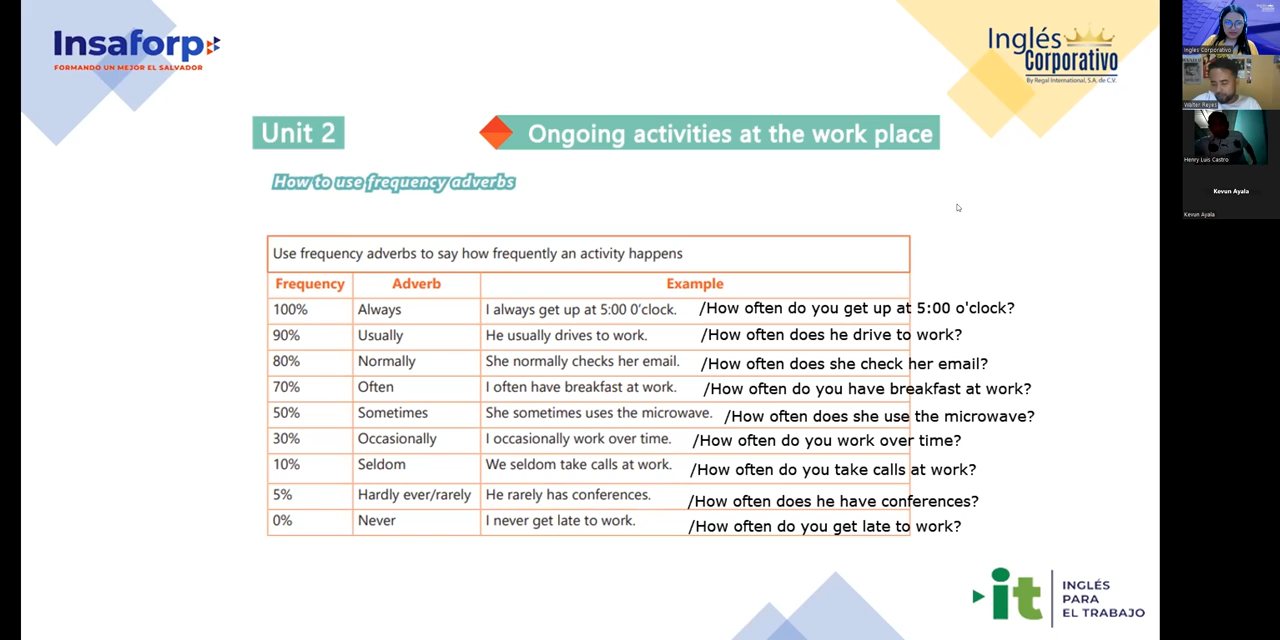 Insaforp
FORMANDO UN MEJOR EL SALVADOR
Inglés
Corporativo
By Regal International, S.A. de C.V.
Unit 2
Ongoing activities at the work place
How to use frequency adverbs
Use frequency adverbs to say how frequently an activity happens
Frequency Adverb Example
100% Always I always get up at 5:00 O'clock. /How often do you get up at 5:00 o'clock?
90% Usually He usually drives to work. /How often does he drive to work?
80% Normally She normally checks her email. /How often does she check her email?
70% Often I often have breakfast at work. /How often do you have breakfast at work?
50% Sometimes She sometimes uses the microwave. /How often does she use the microwave?
30% Occasionally I occasionally work over time. /How often do you work over time?
10% Seldom We seldom take calls at work. /How often do you take calls at work?
5% Hardly ever/rarely He rarely has conferences. /How often does he have conferences?
0% Never I never get late to work. /How often do you get late to work?
it
INGLÉS
PARA
EL TRABAJO
Ingles Corporativo
Walter Reyes
Henry Luis Castro
Kevun Ayala
Kevun Ayala